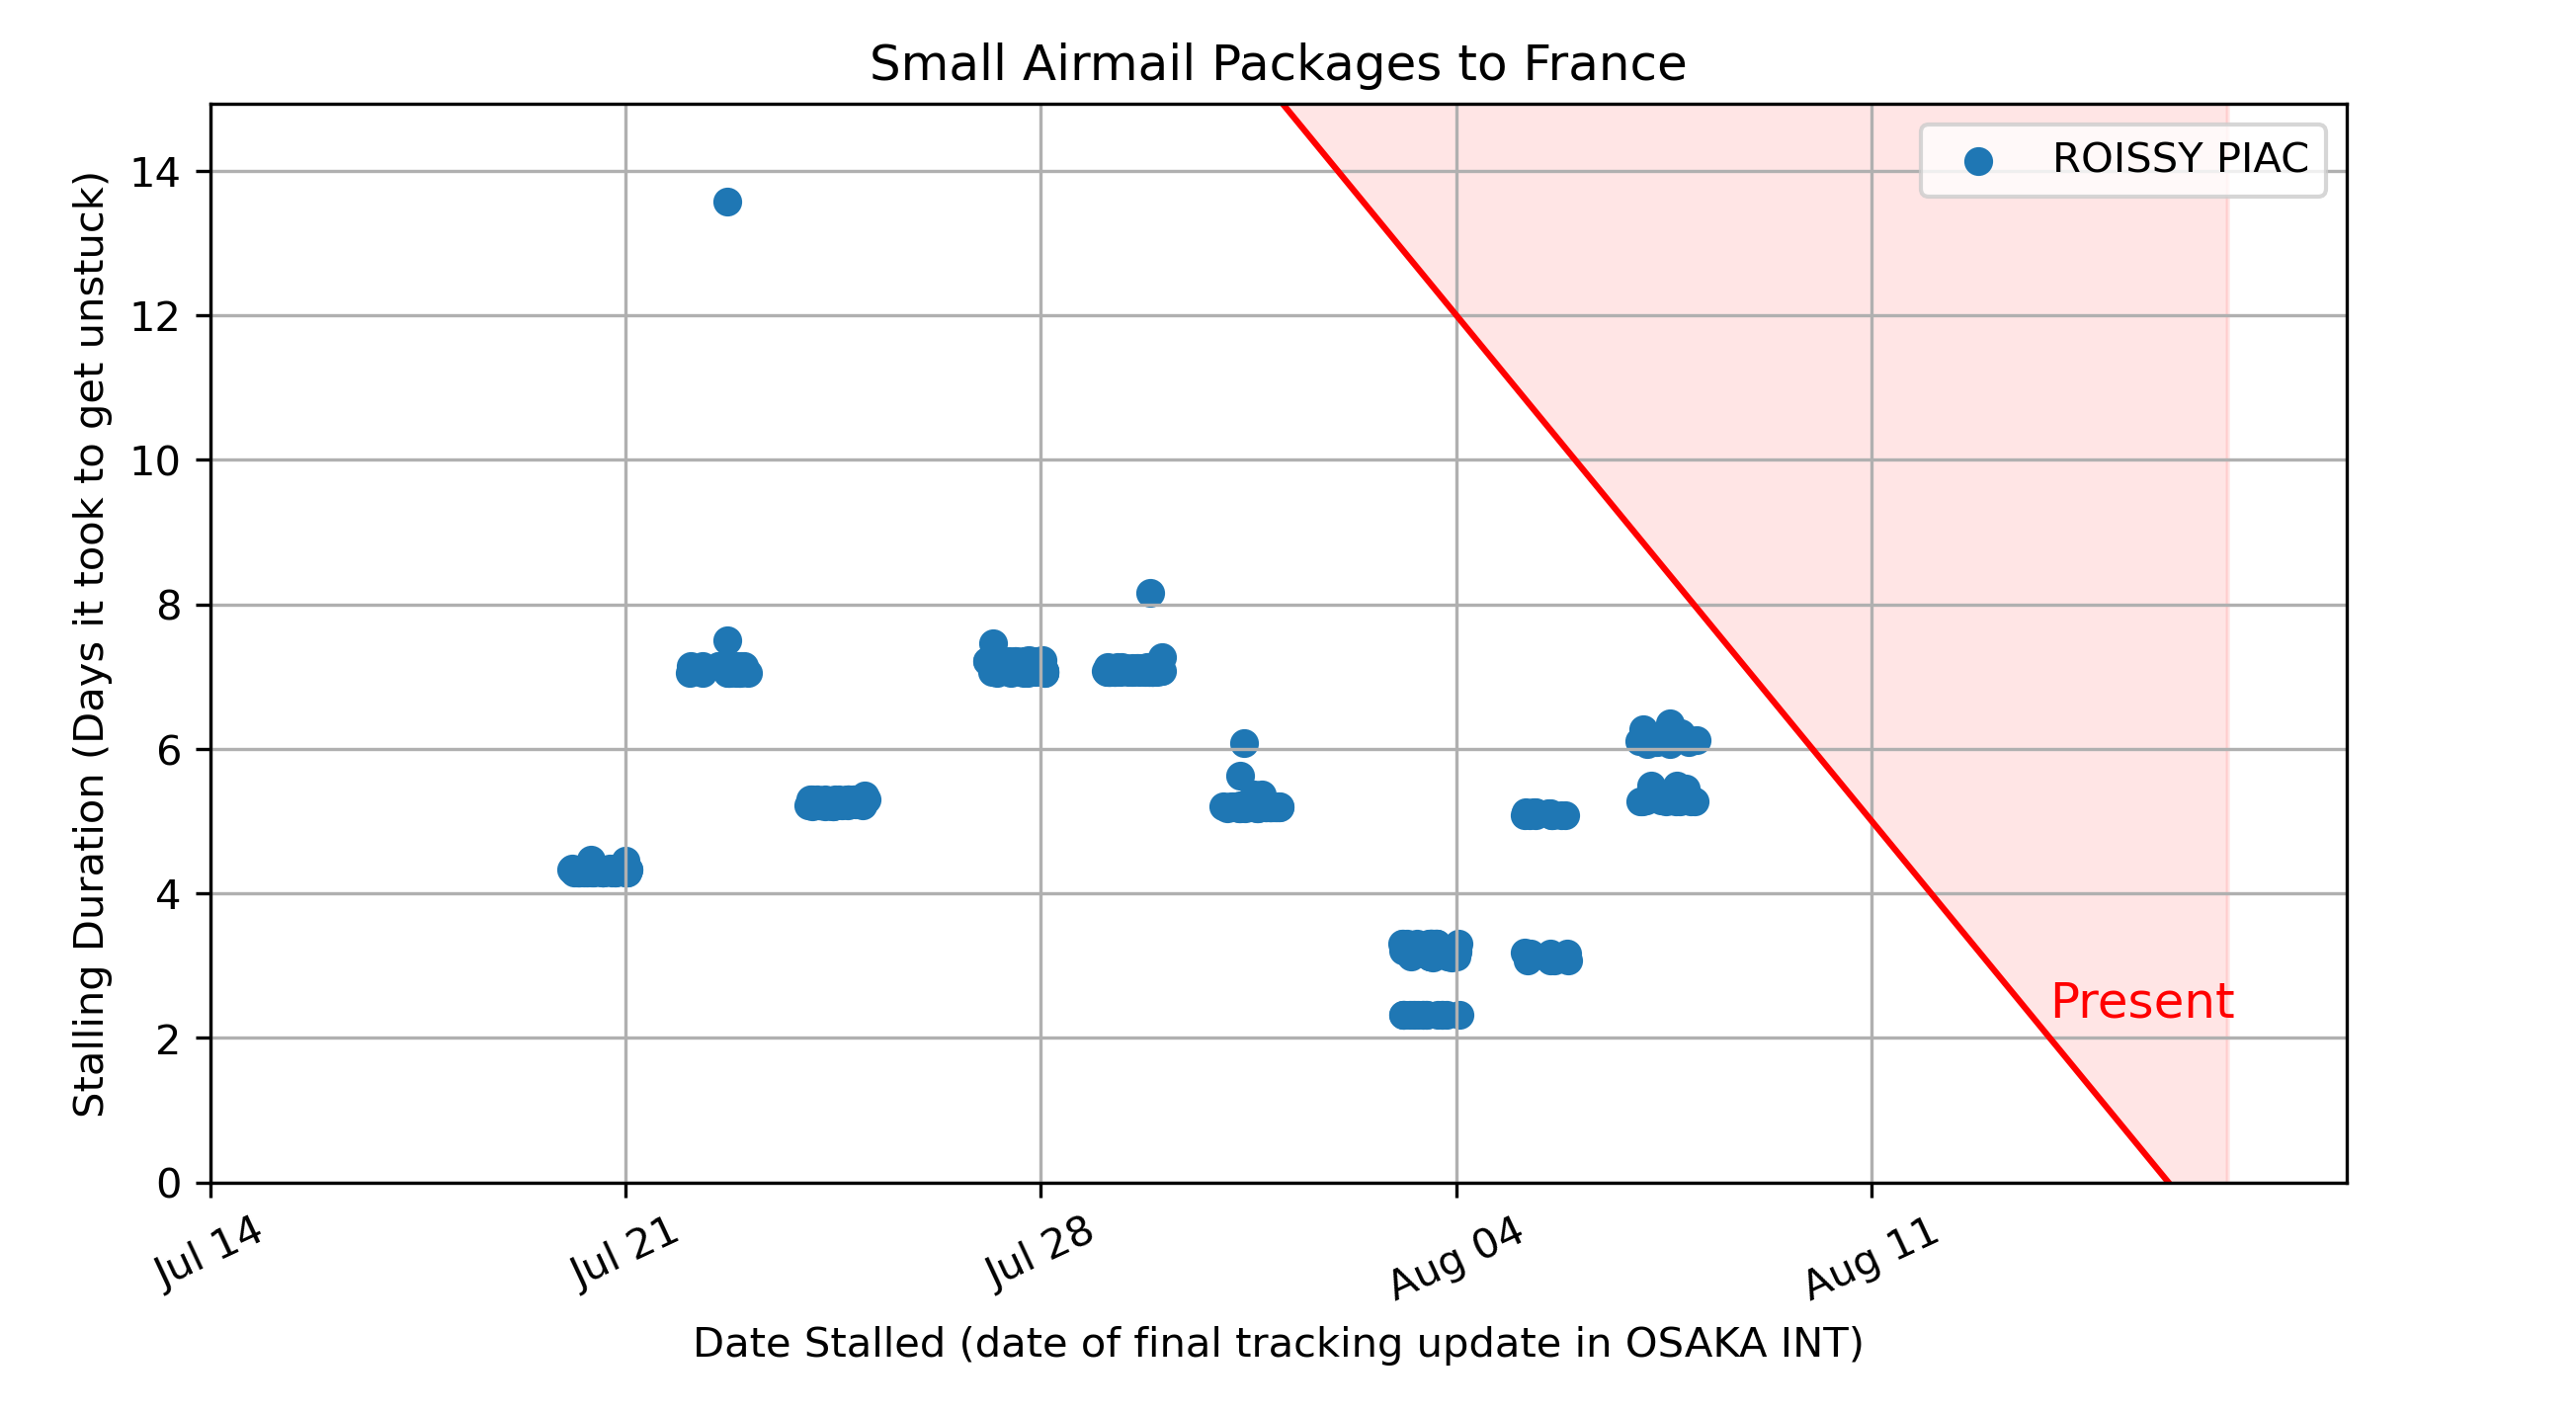 Small Airmail Packages to France
ROISSY PIAC
Stalling Duration (Days it took to get unstuck)
14
12
10
8
6
4
2
0
Present
Jul 14
Jul 21
Jul 28
Aug 04
Aug 11
Date Stalled (date of final tracking update in OSAKA INT)